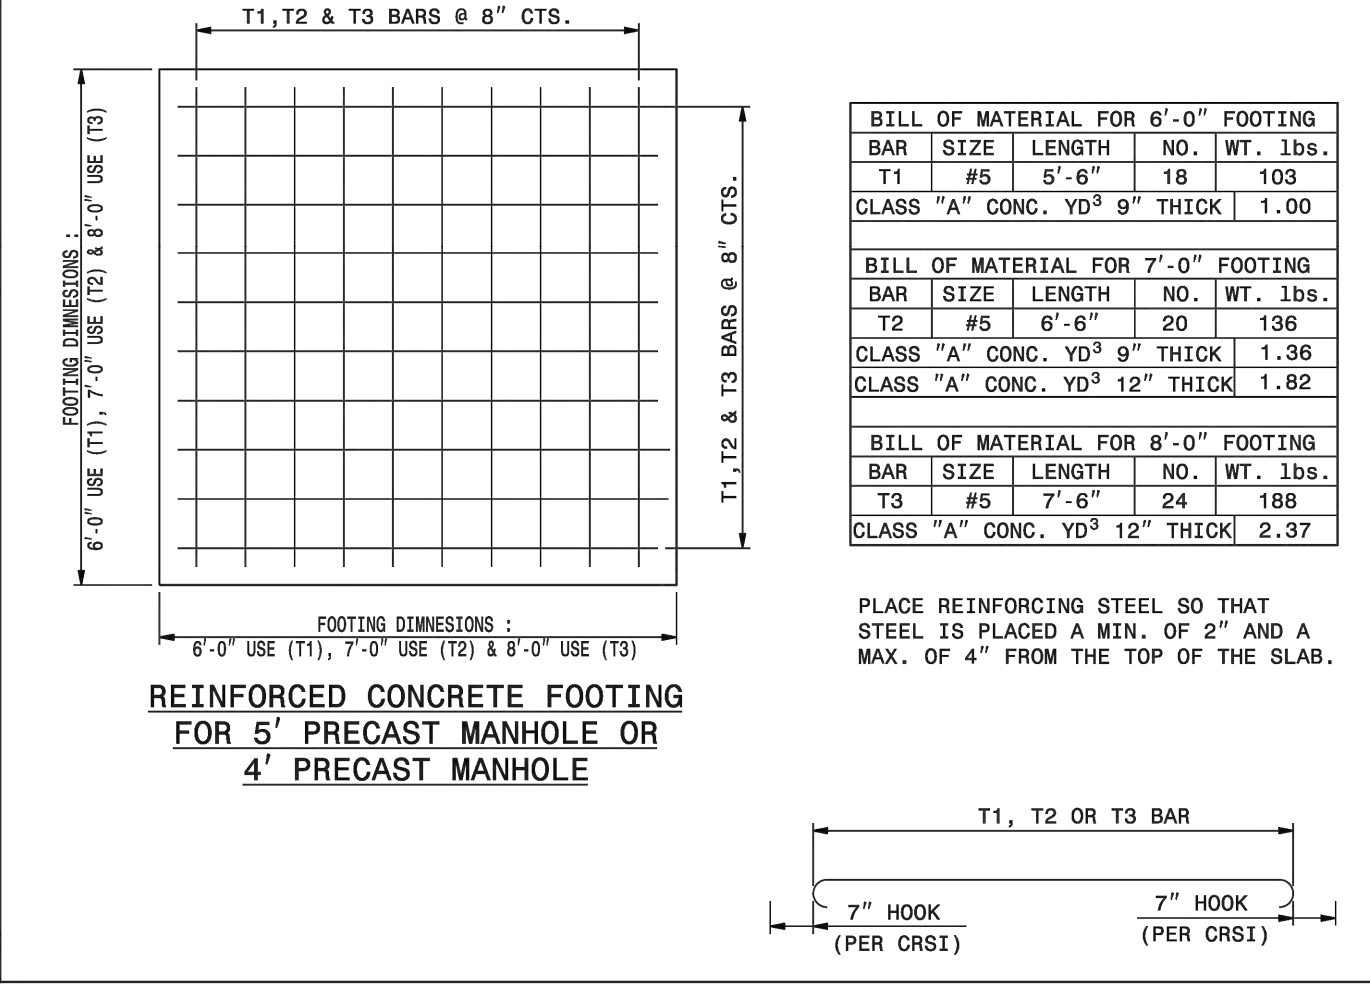 T1,T2 & T3 BARS @ 8" CTS.
FOOTING DIMNESIONS :
6'-0" USE (T1), 7'-0" USE (T2) & 8'-0" USE (T3)
T1,T2 & T3 BARS @ 8" CTS.
FOOTING DIMNESIONS :
6'-0" USE (T1), 7'-0" USE (T2) & 8'-0" USE (T3)
REINFORCED CONCRETE FOOTING
FOR 5' PRECAST MANHOLE OR
4' PRECAST MANHOLE
BILL OF MATERIAL FOR 6'-0" FOOTING
BAR SIZE LENGTH NO. WT. lbs.
T1 #5 5'-6" 18 103
CLASS "A" CONC. YD³ 9" THICK 1.00
BILL OF MATERIAL FOR 7'-0" FOOTING
BAR SIZE LENGTH NO. WT. lbs.
T2 #5 6'-6" 20 136
CLASS "A" CONC. YD³ 9" THICK 1.36
CLASS "A" CONC. YD³ 12" THICK 1.82
BILL OF MATERIAL FOR 8'-0" FOOTING
BAR SIZE LENGTH NO. WT. lbs.
T3 #5 7'-6" 24 188
CLASS "A" CONC. YD³ 12" THICK 2.37
PLACE REINFORCING STEEL SO THAT
STEEL IS PLACED A MIN. OF 2" AND A
MAX. OF 4" FROM THE TOP OF THE SLAB.
T1, T2 OR T3 BAR
7" HOOK
(PER CRSI)
7" HOOK
(PER CRSI)